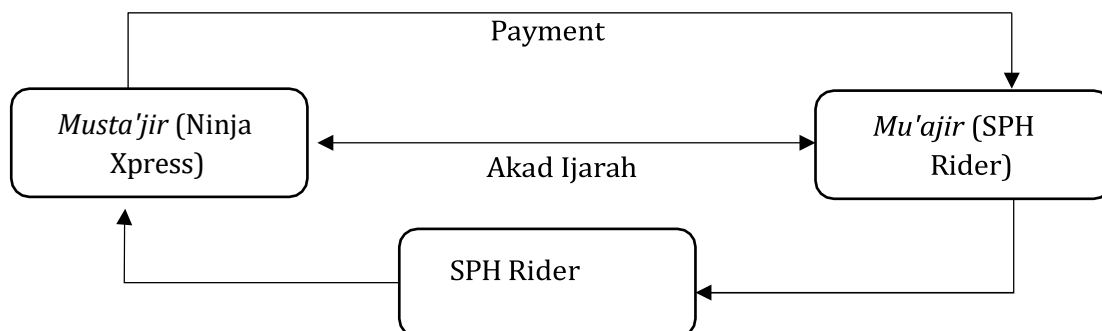 Payment
Musta'jir (Ninja
Xpress)
Akad Ijarah
Mu'ajir (SPH
Rider)
SPH Rider